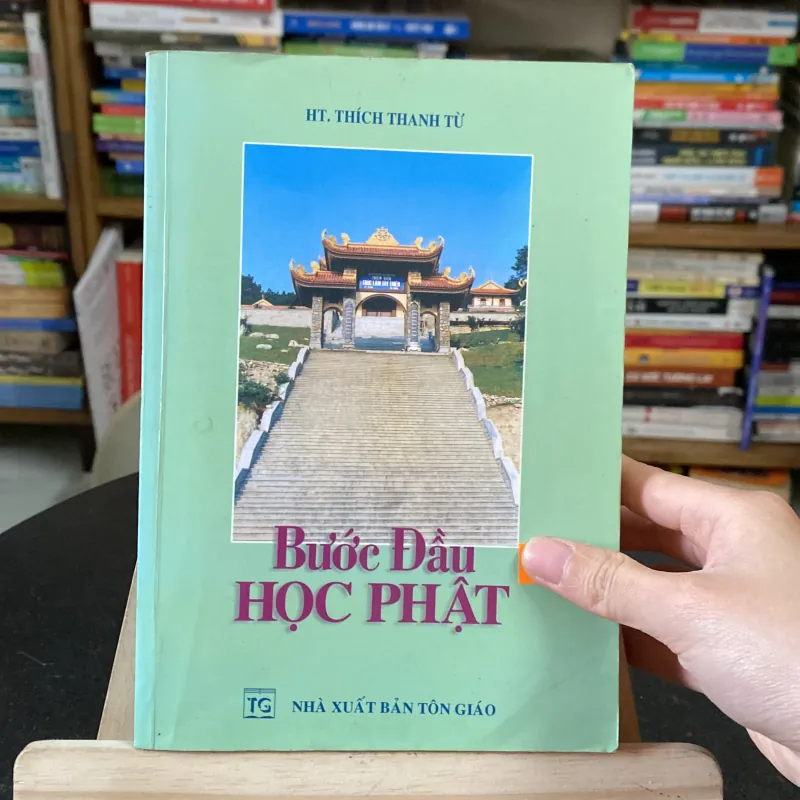 HT. THÍCH THANH TỪ
Bước Đầu
HỌC PHẬT
TG
NHÀ XUẤT BẢN TÔN GIÁO